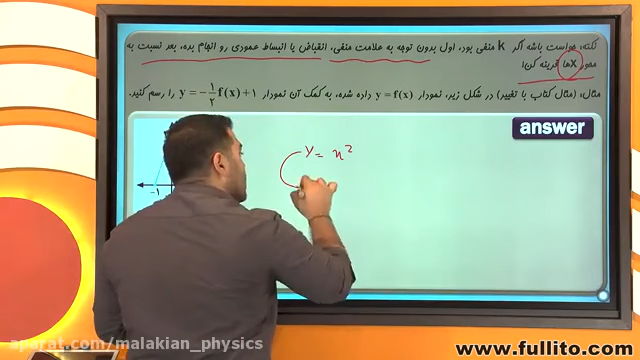 نکته: حواست باشه اگر k منفی بود، اول بدون توجه به علامت منفی، انقباض یا انبساط عمودی رو انجام بده، بعد نسبت به
محور xها قرینه کن!
مثال: (مثال کتاب با تغییر) در شکل زیر، نمودار y = f(x) داده شده، به کمک آن نمودار y = -1/2 f(x) + 1 را رسم کنید.
answer
y = x²
-1
aparat.com/malakian_physics
www.fullito.com